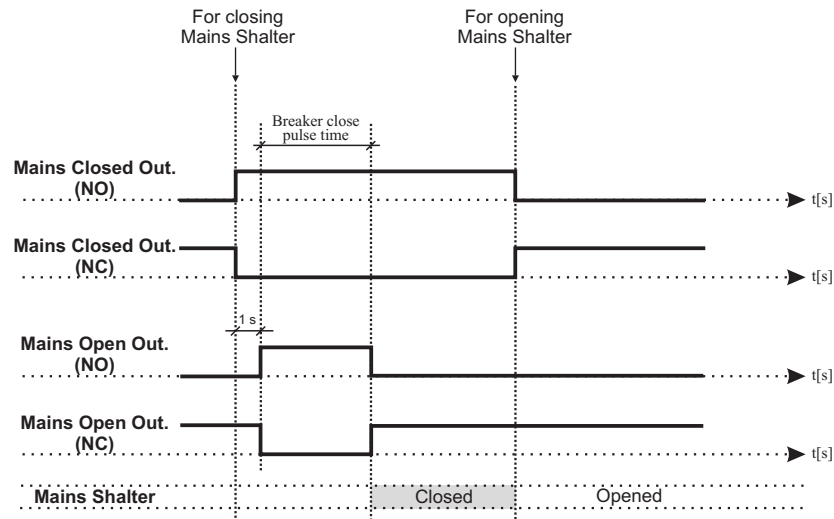 For closing
Mains Shalter
For opening
Mains Shalter
Breaker close
pulse time
Mains Closed Out.
(NO)
t[s]
Mains Closed Out.
(NC)
t[s]
1 s
Mains Open Out.
(NO)
t[s]
Mains Open Out.
(NC)
t[s]
Mains Shalter
Closed
Opened